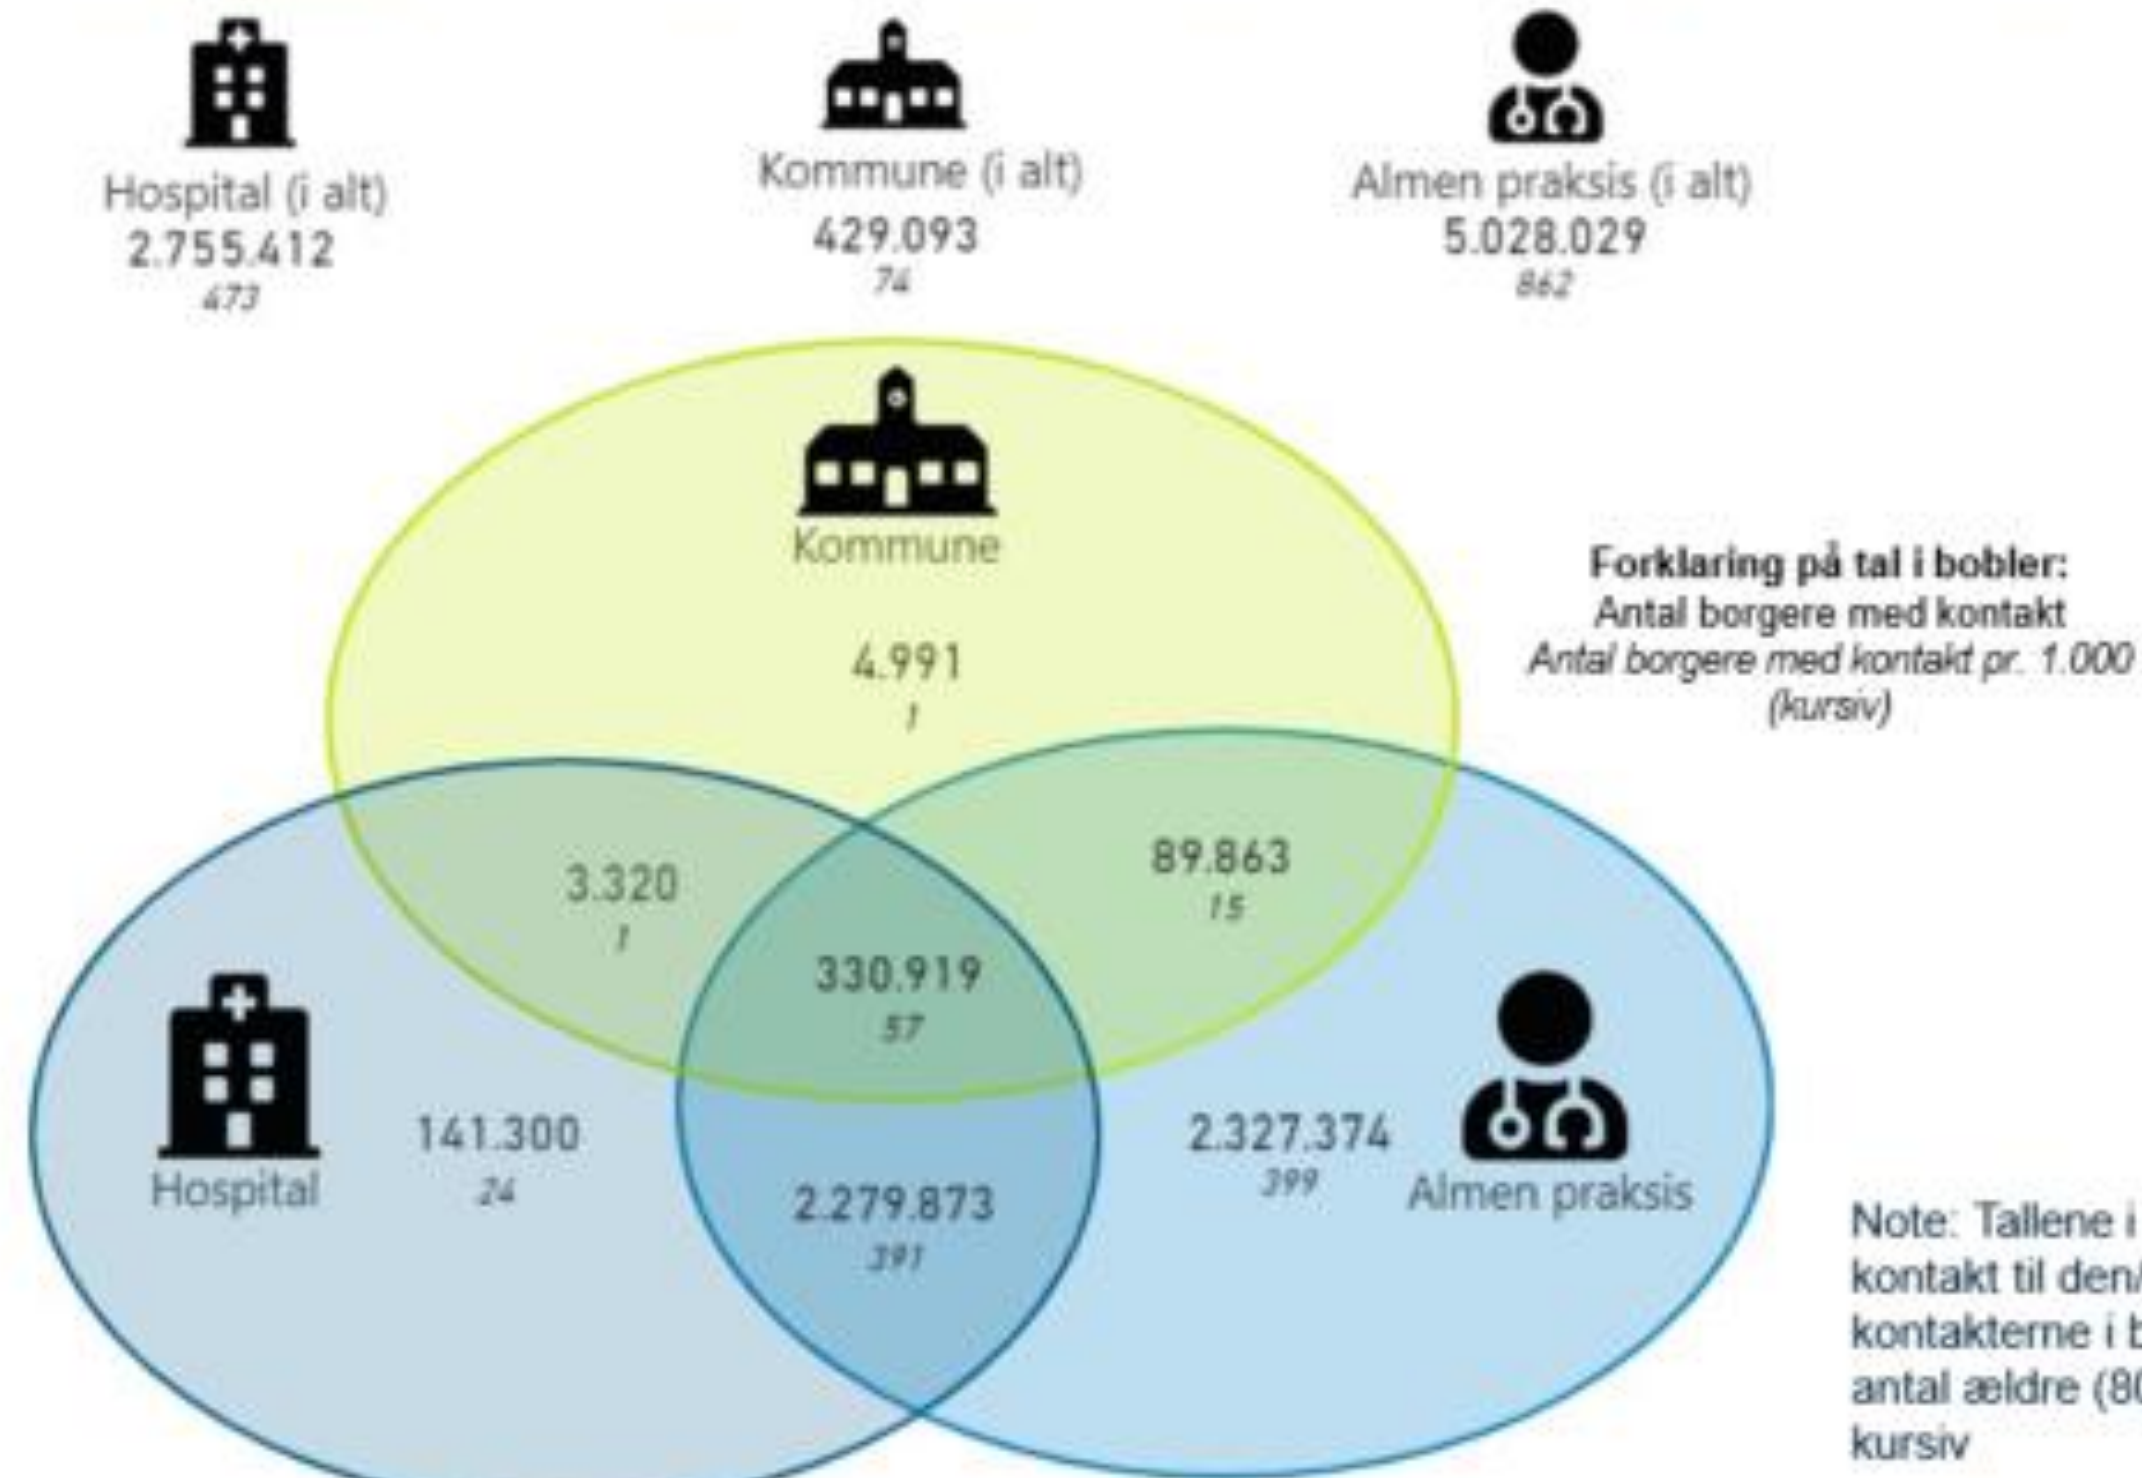 Hospital (i alt)
2.755.412
473
Kommune (i alt)
429.093
74
Almen praksis (i alt)
5.028.029
862
Kommune
4.991
1
Forklaring på tal i bobler:
Antal borgere med kontakt
Antal borgere med kontakt pr. 1.000
(kursiv)
3.320
1
89.863
15
330.919
57
Hospital
141.300
24
2.279.873
391
2.327.374
399
Almen praksis
Note: Tallene i
kontakt til den/
kontakterne i b
antal ældre (80
kursiv